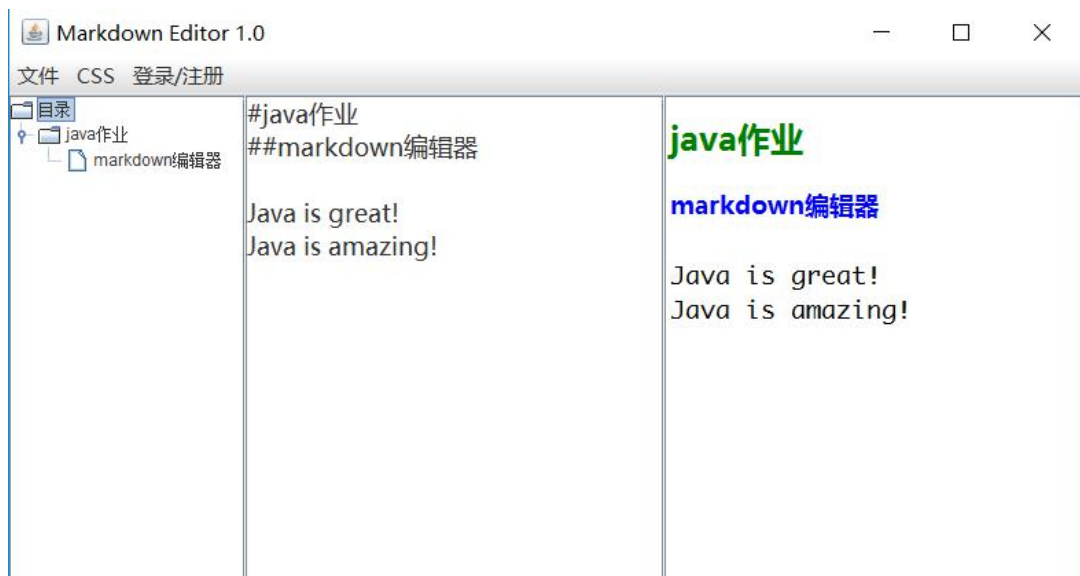 Markdown Editor 1.0
文件 CSS 登录/注册
目录
java作业
markdown编辑器
#java作业
##markdown编辑器
Java is great!
Java is amazing!
java作业
markdown编辑器
Java is great!
Java is amazing!